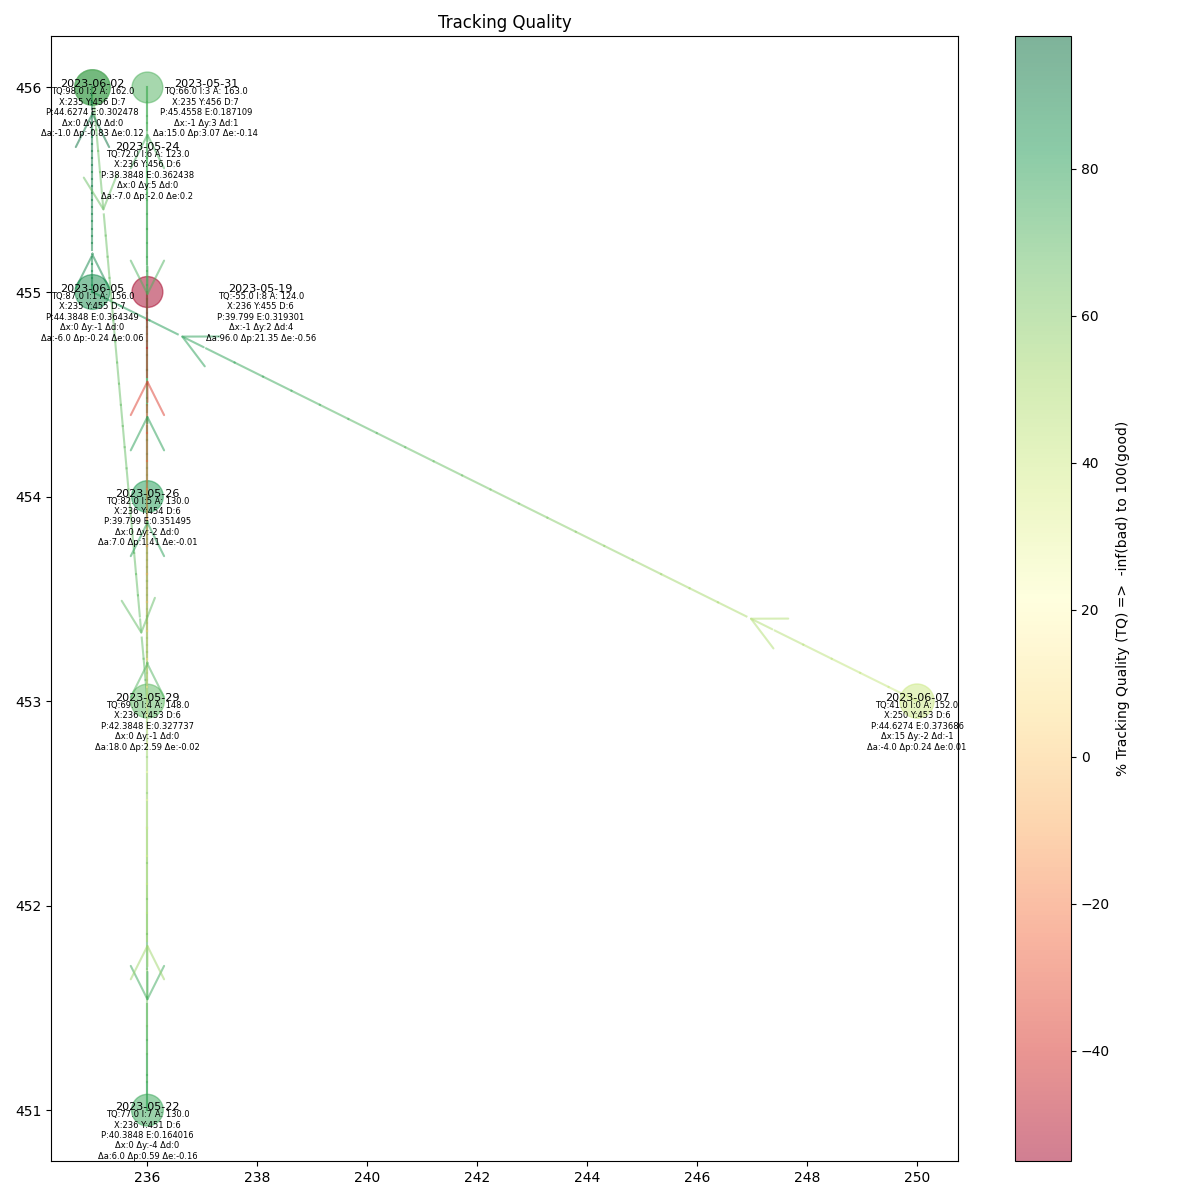 Tracking Quality
456
455
454
453
452
451
2023-06-02
TQ:98.0 I:2 A: 162.0
X:235 Y:456 D:7
P:44.6274 E:0.302478
Δx:0 Δy:0 Δd:0
Δa:-1.0 Δp:-0.83 Δe:0.12
2023-05-31
TQ:66.0 I:3 A: 163.0
X:235 Y:456 D:7
P:45.4558 E:0.187109
Δx:-1 Δy:3 Δd:1
Δa:15.0 Δp:3.07 Δe:-0.14
2023-05-24
TQ:72.0 I:6 A: 123.0
X:236 Y:456 D:6
P:38.3848 E:0.362438
Δx:0 Δy:5 Δd:0
Δa:-7.0 Δp:-2.0 Δe:0.2
2023-06-05
TQ:87.0 I:1 A: 156.0
X:235 Y:455 D:7
P:44.3848 E:0.364349
Δx:0 Δy:-1 Δd:0
Δa:-6.0 Δp:-0.24 Δe:0.06
2023-05-19
TQ:-55.0 I:8 A: 124.0
X:236 Y:455 D:6
P:39.799 E:0.319301
Δx:-1 Δy:2 Δd:4
Δa:96.0 Δp:21.35 Δe:-0.56
2023-05-26
TQ:82.0 I:5 A: 130.0
X:236 Y:454 D:6
P:39.799 E:0.351495
Δx:0 Δy:-2 Δd:0
Δa:7.0 Δp:1.41 Δe:-0.01
2023-05-29
TQ:69.0 I:4 A: 148.0
X:236 Y:453 D:6
P:42.3848 E:0.327737
Δx:0 Δy:-1 Δd:0
Δa:18.0 Δp:2.59 Δe:-0.02
2023-06-07
TQ:41.0 I:0 A: 152.0
X:250 Y:453 D:6
P:44.6274 E:0.373686
Δx:15 Δy:-2 Δd:-1
Δa:-4.0 Δp:0.24 Δe:0.01
2023-05-22
TQ:77.0 I:7 A: 130.0
X:236 Y:451 D:6
P:40.3848 E:0.164016
Δx:0 Δy:-4 Δd:0
Δa:6.0 Δp:0.59 Δe:-0.16
236 238 240 242 244 246 248 250
80
60
40
20
0
−20
−40
% Tracking Quality (TQ) => -inf(bad) to 100(good)